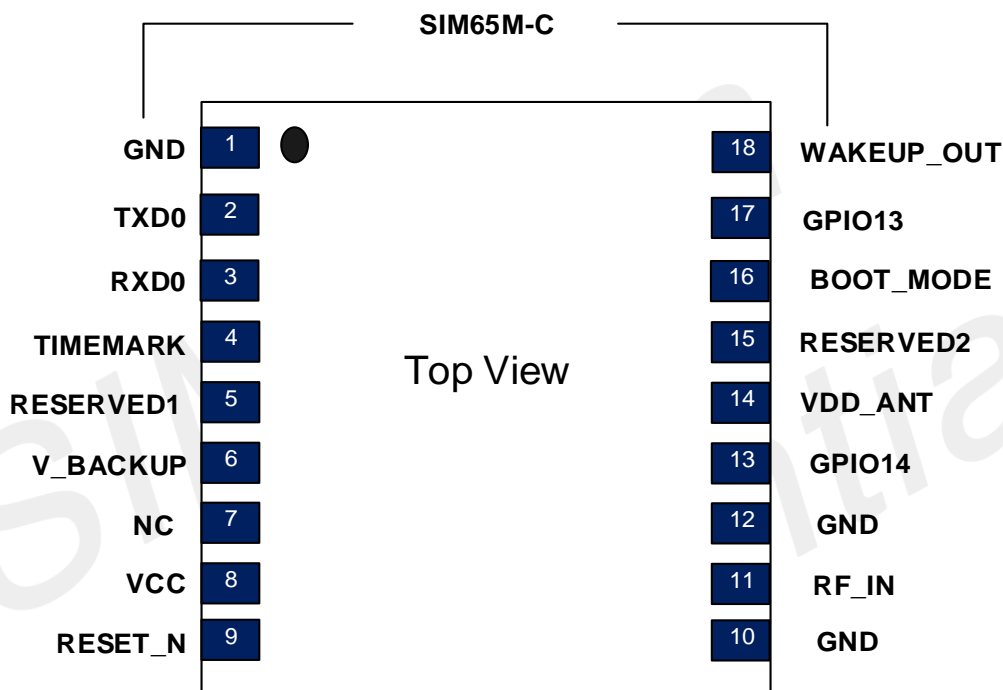 SIM65M-C
GND 1
TXD0 2
RXD0 3
TIMEMARK 4
RESERVED1 5
V_BACKUP 6
NC 7
VCC 8
RESET_N 9
Top View
18 WAKEUP_OUT
17 GPIO13
16 BOOT_MODE
15 RESERVED2
14 VDD_ANT
13 GPIO14
12 GND
11 RF_IN
10 GND